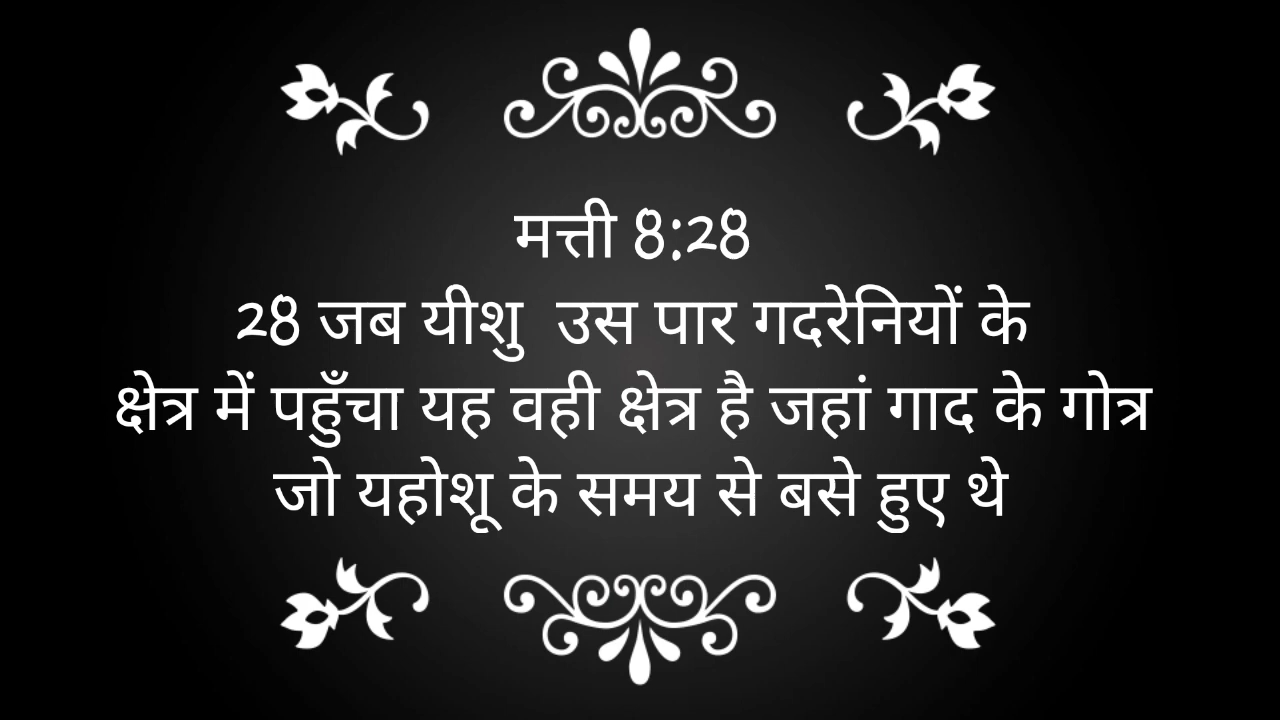 मत्ती 8:28
28 जब यीशु  उस पार गदरेनियों के
क्षेत्र में पहुँचा यह वही क्षेत्र है जहां गाद के गोत्र
जो यहोशू के समय से बसे हुए थे